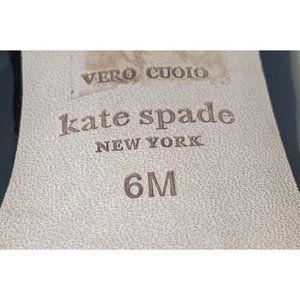 VERO CUOIO
kate spade
NEW YORK
6M